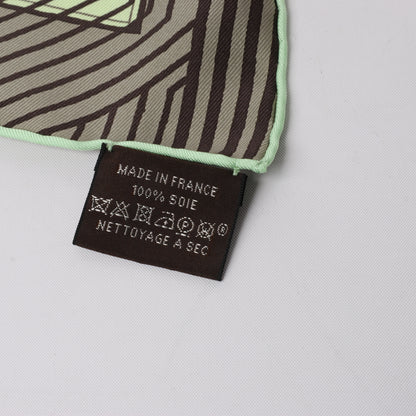 MADE IN FRANCE
100% SOIE
P W ®
NETTOYAGE A SEC